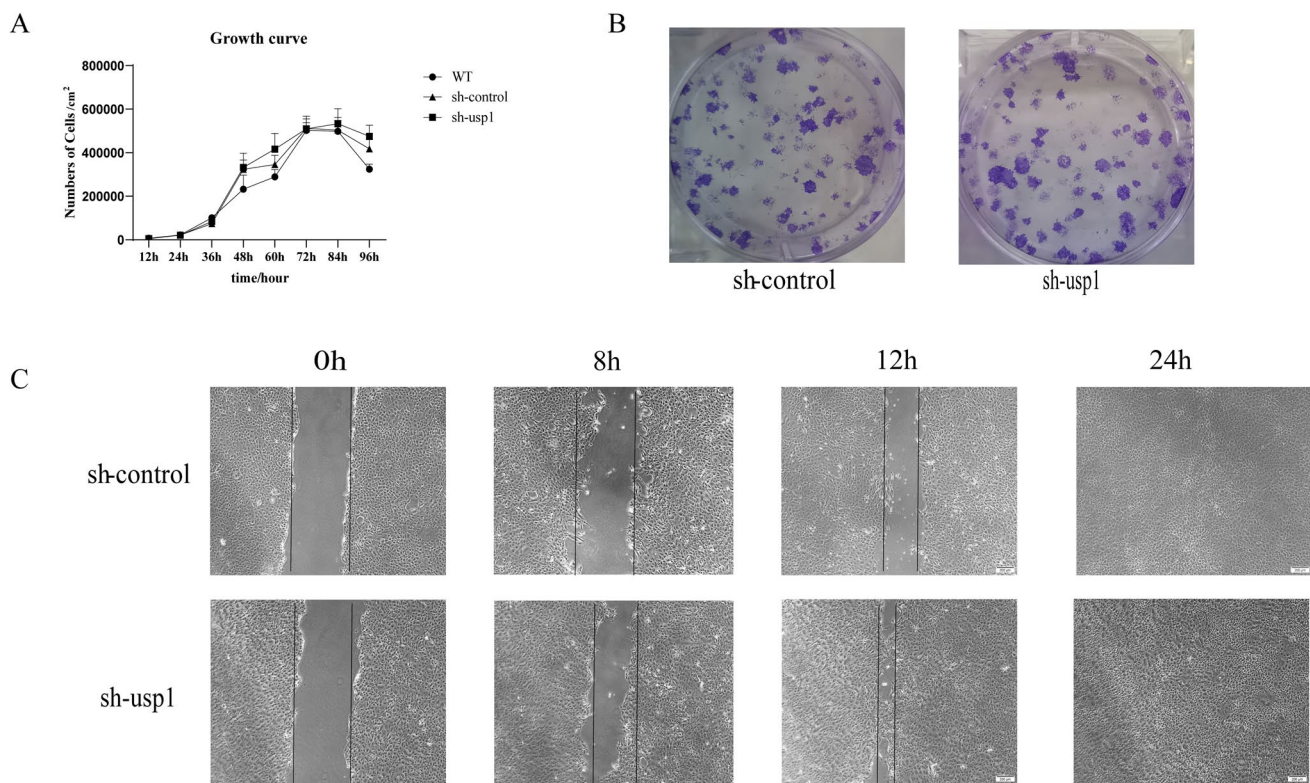 A
Growth curve
800000
600000
400000
200000
0
Numbers of Cells /cm²
12h 24h 36h 48h 60h 72h 84h 96h
time/hour
WT
sh-control
sh-usp1
B
sh-control
sh-usp1
C
0h
8h
12h
24h
sh-control
sh-usp1